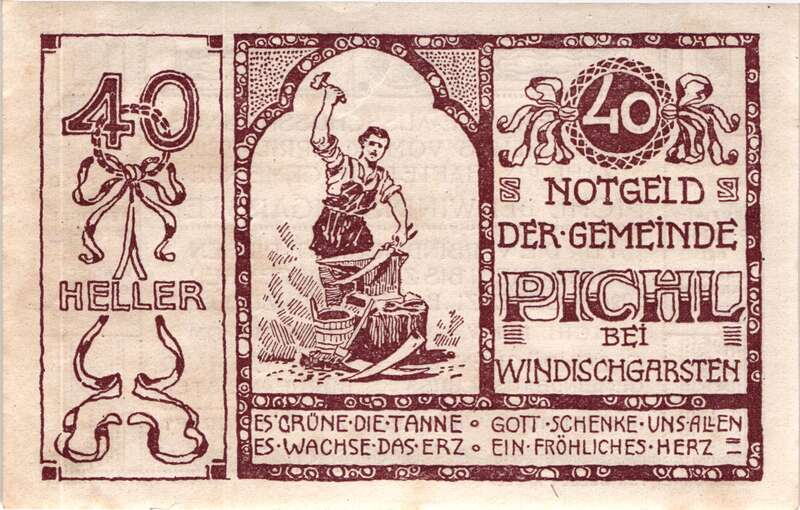 40
HELLER
40
NOTGELD
DER·GEMEINDE
PICHL
BEI
WINDISCHGARSTEN
ES·GRÜNE·DIE·TANNE · GOTT·SCHENKE·UNS·ALLEN
ES·WACHSE·DAS·ERZ · EIN·FRÖHLICHES·HERZ